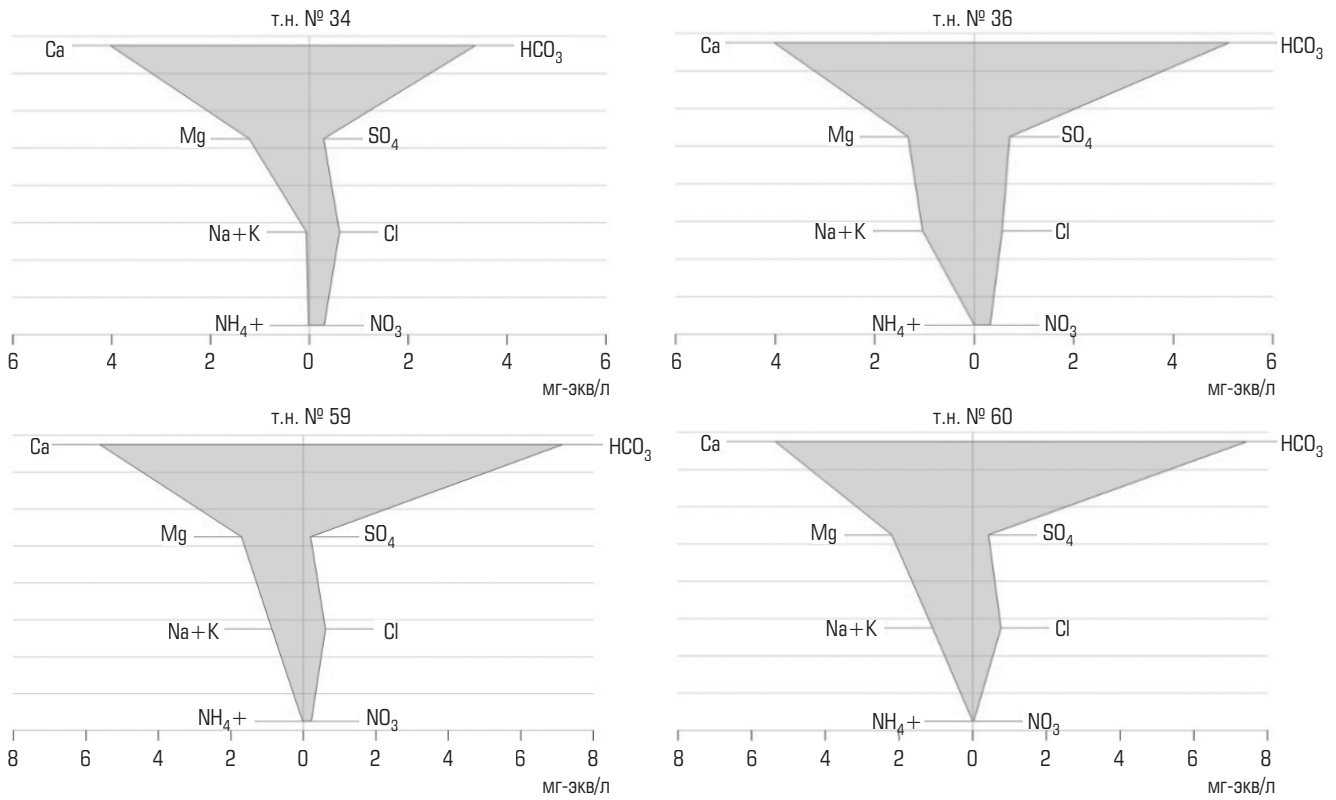 т.н. № 34
Ca HCO3
Mg SO4
Na+K Cl
NH4+ NO3
6 4 2 0 2 4 6
мг-экв/л
т.н. № 36
Ca HCO3
Mg SO4
Na+K Cl
NH4+ NO3
6 4 2 0 2 4 6
мг-экв/л
т.н. № 59
Ca HCO3
Mg SO4
Na+K Cl
NH4+ NO3
8 6 4 2 0 2 4 6 8
мг-экв/л
т.н. № 60
Ca HCO3
Mg SO4
Na+K Cl
NH4+ NO3
8 6 4 2 0 2 4 6 8
мг-экв/л